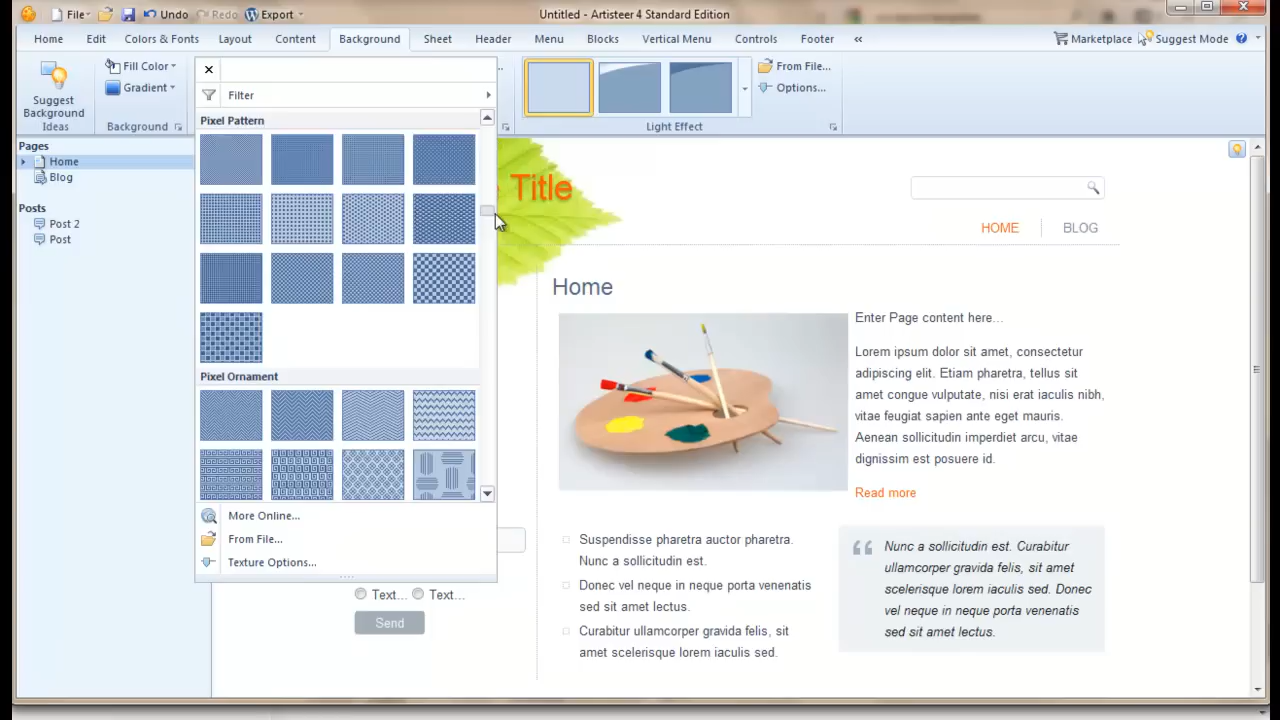 File
Undo
Redo
Export
Untitled - Artisteer 4 Standard Edition
Home
Edit
Colors & Fonts
Layout
Content
Background
Sheet
Header
Menu
Blocks
Vertical Menu
Controls
Footer
«
Marketplace
Suggest Mode
Suggest
Background
Ideas
Fill Color
Gradient
Background
Filter
Pixel Pattern
Pixel Ornament
More Online...
From File...
Texture Options...
From File...
Options...
Light Effect
Pages
Home
Blog
Posts
Post 2
Post
Title
HOME
BLOG
Home
Enter Page content here...
Lorem ipsum dolor sit amet, consectetur
adipiscing elit. Etiam pharetra, tellus sit
amet congue vulputate, nisi erat iaculis nibh,
vitae feugiat sapien ante eget mauris.
Aenean sollicitudin imperdiet arcu, vitae
dignissim est posuere id.
Read more
Suspendisse pharetra auctor pharetra.
Nunc a sollicitudin est.
Donec vel neque in neque porta venenatis
sed sit amet lectus.
Curabitur ullamcorper gravida felis, sit
amet scelerisque lorem iaculis sed.
Nunc a sollicitudin est. Curabitur
ullamcorper gravida felis, sit amet
scelerisque lorem iaculis sed. Donec
vel neque in neque porta venenatis
sed sit amet lectus.
Text...
Text...
Send